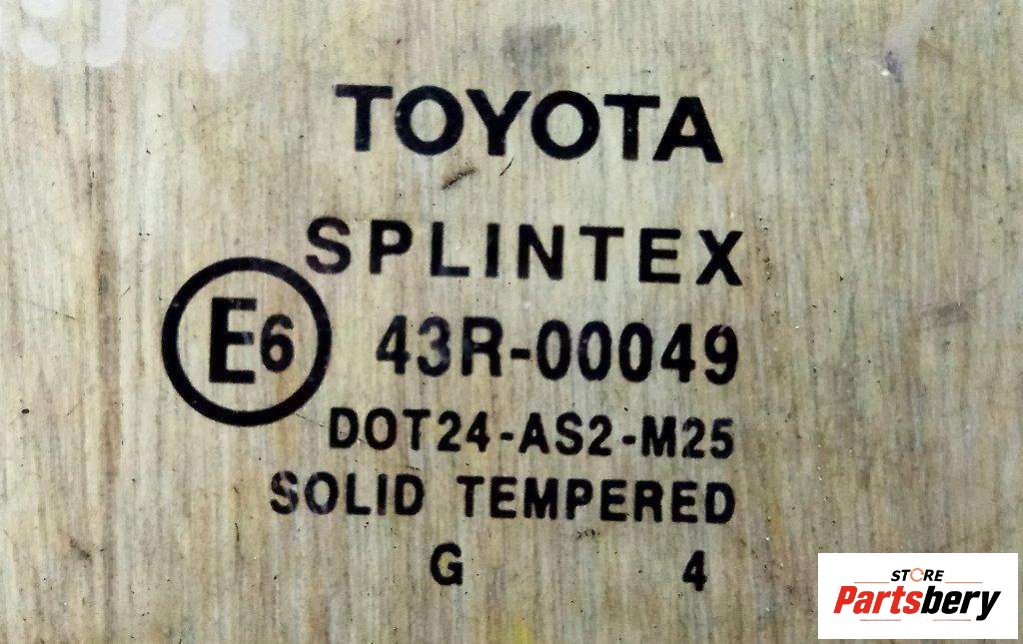 TOYOTA
SPLINTEX
E6 43R-00049
DOT24-AS2-M25
SOLID TEMPERED
G 4
STORE
Partsbery